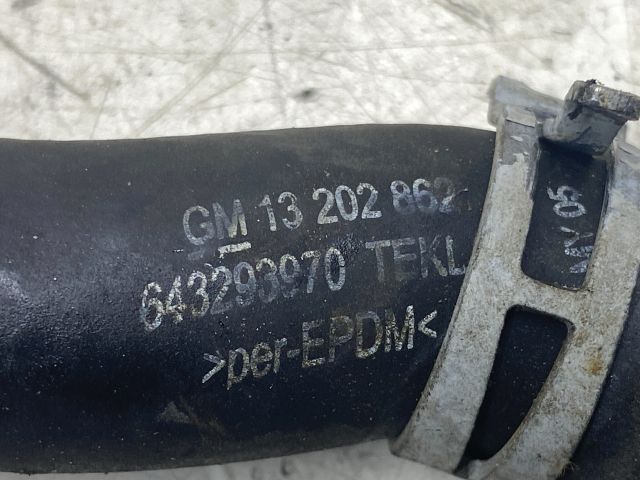 GM 13 202 862
643293970 TEKL
>per-EPDM<